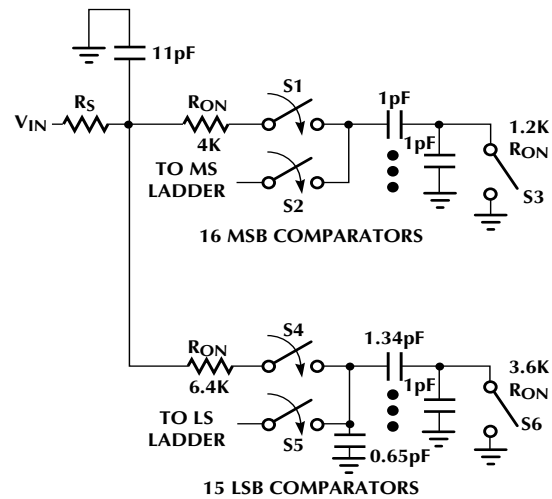 11pF
RS
VIN
RON
4K
S1
1pF
1pF
1.2K
RON
S3
TO MS
LADDER
S2
16 MSB COMPARATORS
RON
6.4K
S4
1.34pF
1pF
3.6K
RON
S6
TO LS
LADDER
S5
0.65pF
15 LSB COMPARATORS